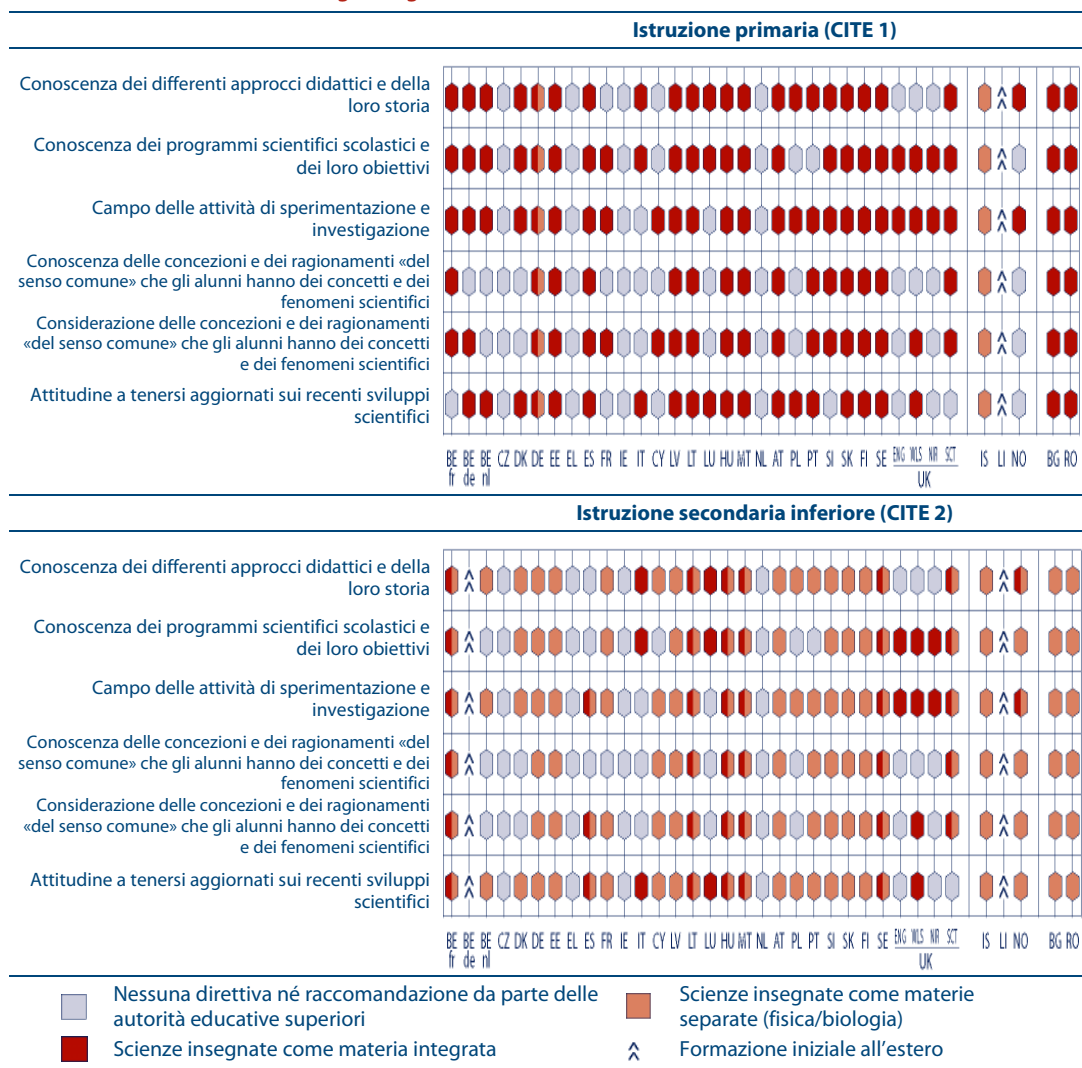 Istruzione primaria (CITE 1)
Conoscenza dei differenti approcci didattici e della
loro storia
Conoscenza dei programmi scientifici scolastici e
dei loro obiettivi
Campo delle attività di sperimentazione e
investigazione
Conoscenza delle concezioni e dei ragionamenti «del
senso comune» che gli alunni hanno dei concetti e dei
fenomeni scientifici
Considerazione delle concezioni e dei ragionamenti
«del senso comune» che gli alunni hanno dei concetti
e dei fenomeni scientifici
Attitudine a tenersi aggiornati sui recenti sviluppi
scientifici
BE BE BE CZ DK DE EE EL ES FR IE IT CY LV LT LU HU MT NL AT PL PT SI SK FI SE ENG WLS NIR SCT IS LI NO BG RO
fr de nl UK
Istruzione secondaria inferiore (CITE 2)
Conoscenza dei differenti approcci didattici e della
loro storia
Conoscenza dei programmi scientifici scolastici e
dei loro obiettivi
Campo delle attività di sperimentazione e
investigazione
Conoscenza delle concezioni e dei ragionamenti «del
senso comune» che gli alunni hanno dei concetti e dei
fenomeni scientifici
Considerazione delle concezioni e dei ragionamenti
«del senso comune» che gli alunni hanno dei concetti
e dei fenomeni scientifici
Attitudine a tenersi aggiornati sui recenti sviluppi
scientifici
BE BE BE CZ DK DE EE EL ES FR IE IT CY LV LT LU HU MT NL AT PL PT SI SK FI SE ENG WLS NIR SCT IS LI NO BG RO
fr de nl UK
Nessuna direttiva né raccomandazione da parte delle
autorità educative superiori
Scienze insegnate come materie
separate (fisica/biologia)
Scienze insegnate come materia integrata
Formazione iniziale all'estero